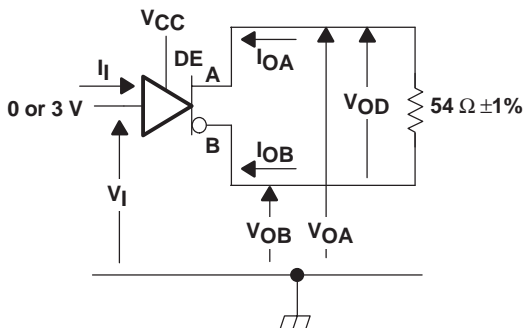 VCC
II
DE
A
IOA
0 or 3 V
VOD
54 Ω ±1%
B
IOB
VI
VOB
VOA